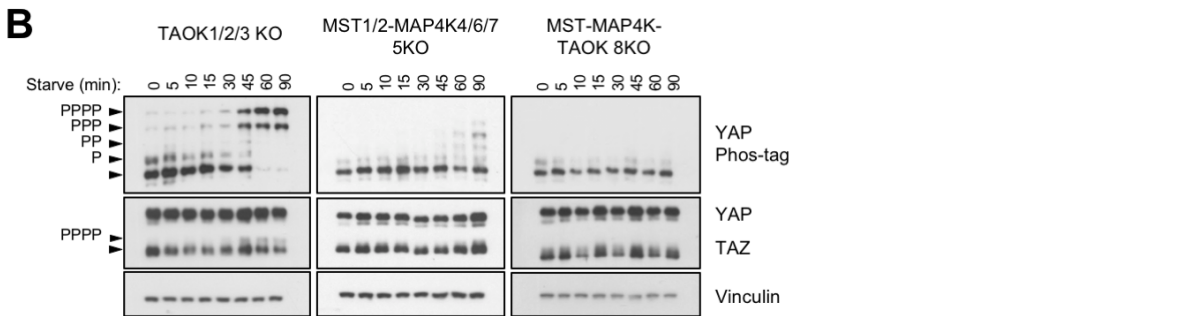 B
TAOK1/2/3 KO
MST1/2-MAP4K4/6/7
5KO
MST-MAP4K-
TAOK 8KO
Starve (min):
0 5 10 15 30 45 60 90
0 5 10 15 30 45 60 90
0 5 10 15 30 45 60 90
PPPP
PPP
PP
P
YAP
Phos-tag
YAP
PPPP
TAZ
Vinculin